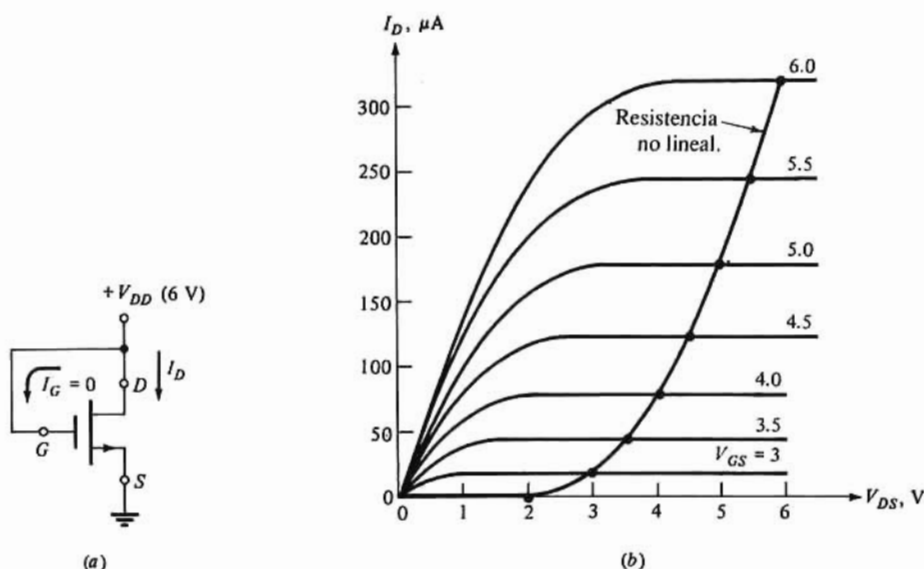 +V_DD (6 V)
I_G = 0
D
I_D
G
S
(a)
I_D, μA
300
250
200
150
100
50
0
0
1
2
3
4
5
6
V_DS, V
6.0
5.5
5.0
4.5
4.0
3.5
V_GS = 3
Resistencia
no lineal.
(b)